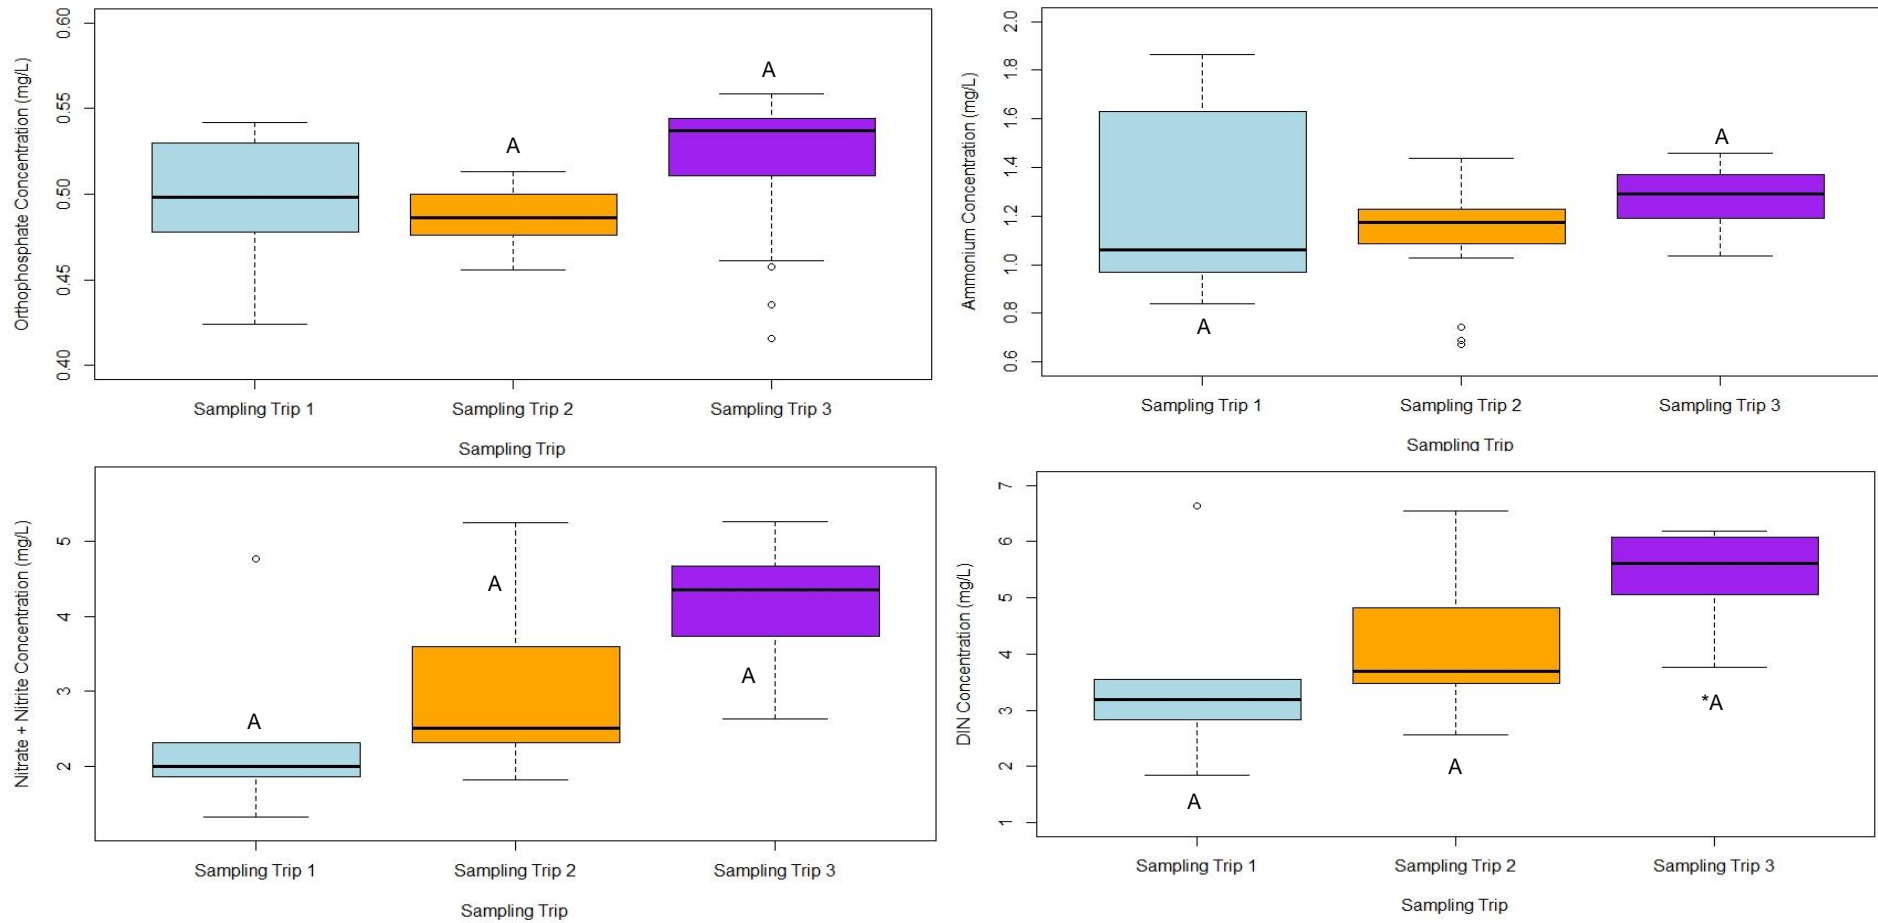 Orthophosphate Concentration (mg/L)
0.60
0.55
0.50
0.45
0.40
A
A
Sampling Trip 1
Sampling Trip 2
Sampling Trip 3
Sampling Trip
Ammonium Concentration (mg/L)
2.0
1.8
1.6
1.4
1.2
1.0
0.8
0.6
A
A
Sampling Trip 1
Sampling Trip 2
Sampling Trip 3
Sampling Trip
Nitrate + Nitrite Concentration (mg/L)
5
4
3
2
A
A
A
Sampling Trip 1
Sampling Trip 2
Sampling Trip 3
Sampling Trip
DIN Concentration (mg/L)
7
6
5
4
3
2
1
A
A
*A
Sampling Trip 1
Sampling Trip 2
Sampling Trip 3
Sampling Trip